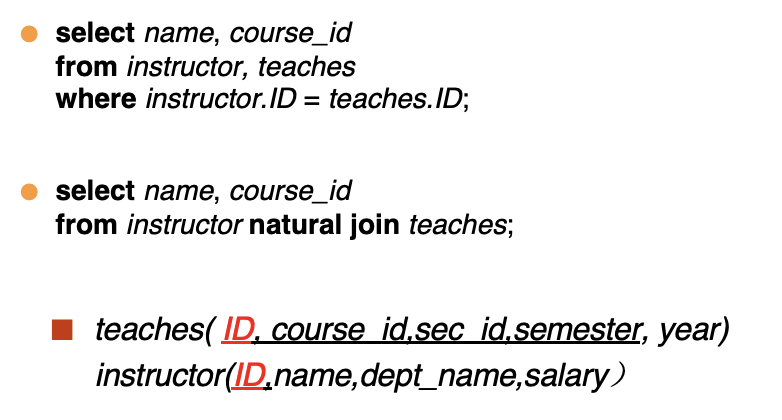 select name, course_id
from instructor, teaches
where instructor.ID = teaches.ID;
select name, course_id
from instructor natural join teaches;
teaches( ID, course_id,sec_id,semester, year)
instructor(ID,name,dept_name,salary）